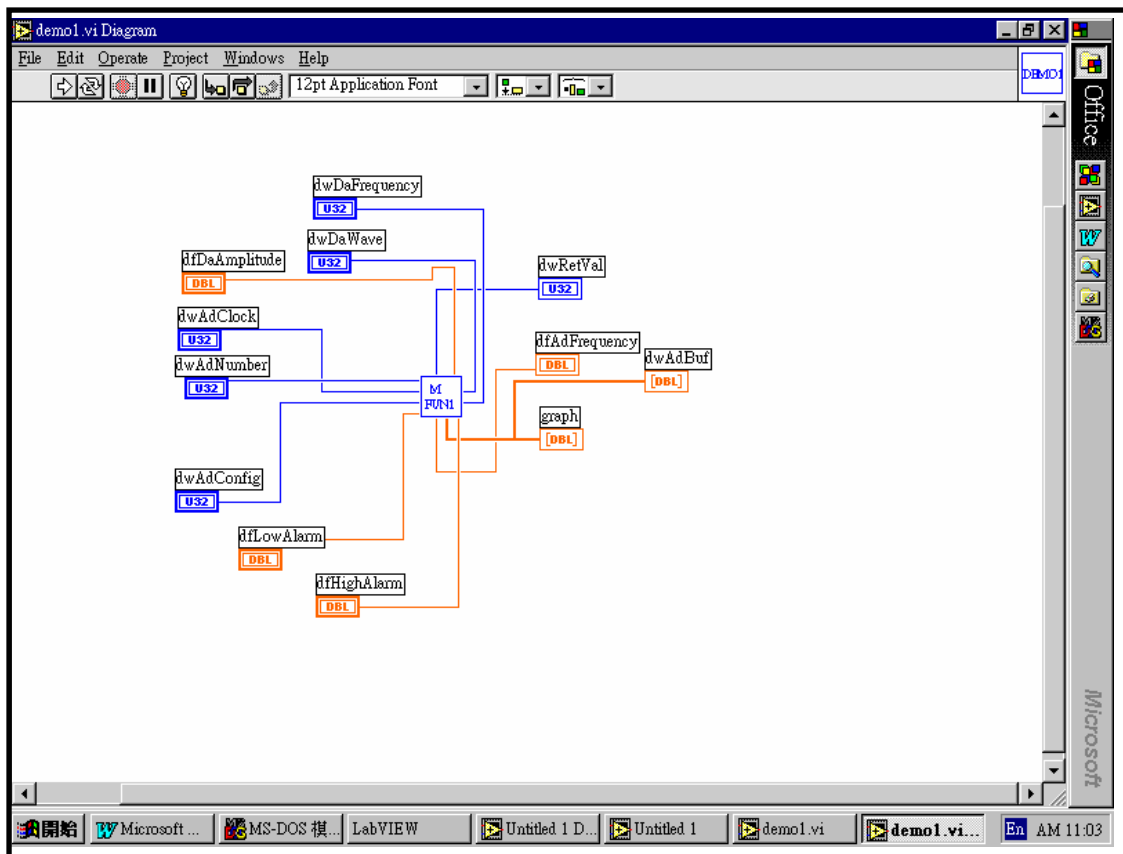 demo1.vi Diagram
File Edit Operate Project Windows Help
12pt Application Font
DEMO1
Office
dwDaFrequency
U32
dwDaWave
U32
dfDaAmplitude
DBL
dwRetVal
U32
dwAdClock
U32
dfAdFrequency
DBL
dwAdBuf
[DBL]
dwAdNumber
U32
M
FUN1
graph
[DBL]
dwAdConfig
U32
dfLowAlarm
DBL
dfHighAlarm
DBL
Microsoft
開始 Microsoft ... MS-DOS 模... LabVIEW Untitled 1 D... Untitled 1 demo1.vi demo1.vi... En AM 11:03